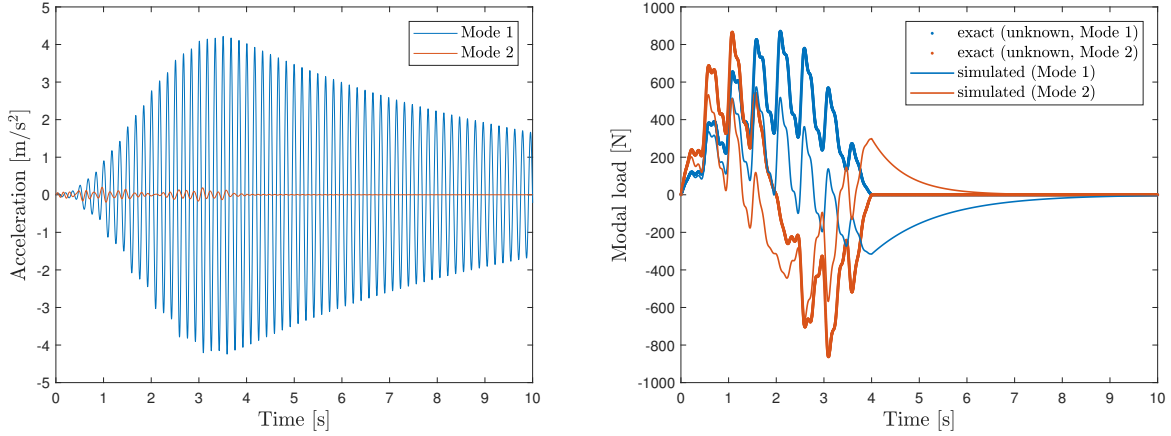 5
4
3
2
1
0
-1
-2
-3
-4
-5
0 1 2 3 4 5 6 7 8 9 10
Acceleration [m/s²]
Time [s]
Mode 1
Mode 2
1000
800
600
400
200
0
-200
-400
-600
-800
-1000
0 1 2 3 4 5 6 7 8 9 10
Modal load [N]
Time [s]
exact (unknown, Mode 1)
exact (unknown, Mode 2)
simulated (Mode 1)
simulated (Mode 2)